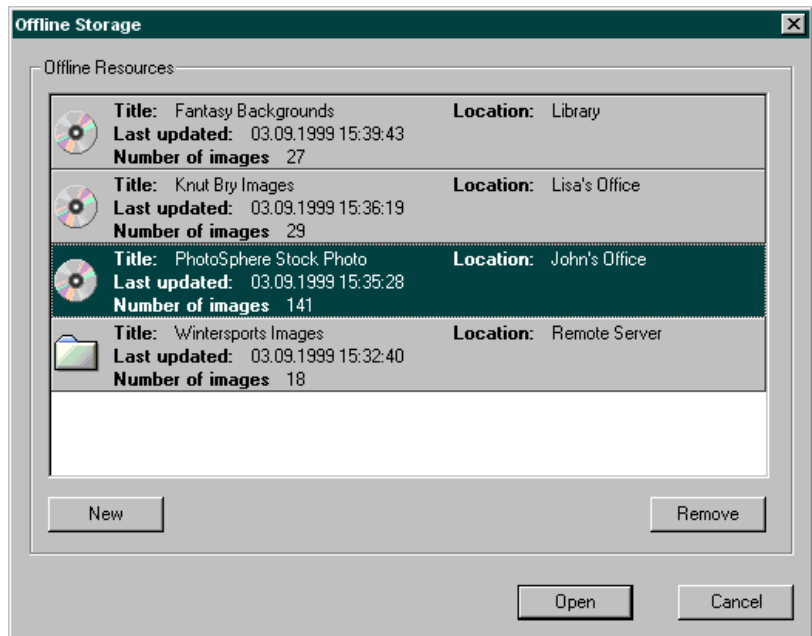 Offline Storage
Offline Resources
Title: Fantasy Backgrounds Location: Library
Last updated: 03.09.1999 15:39:43
Number of images 27
Title: Knut Bry Images Location: Lisa's Office
Last updated: 03.09.1999 15:36:19
Number of images 29
Title: PhotoSphere Stock Photo Location: John's Office
Last updated: 03.09.1999 15:35:28
Number of images 141
Title: Wintersports Images Location: Remote Server
Last updated: 03.09.1999 15:32:40
Number of images 18
New Remove
Open Cancel